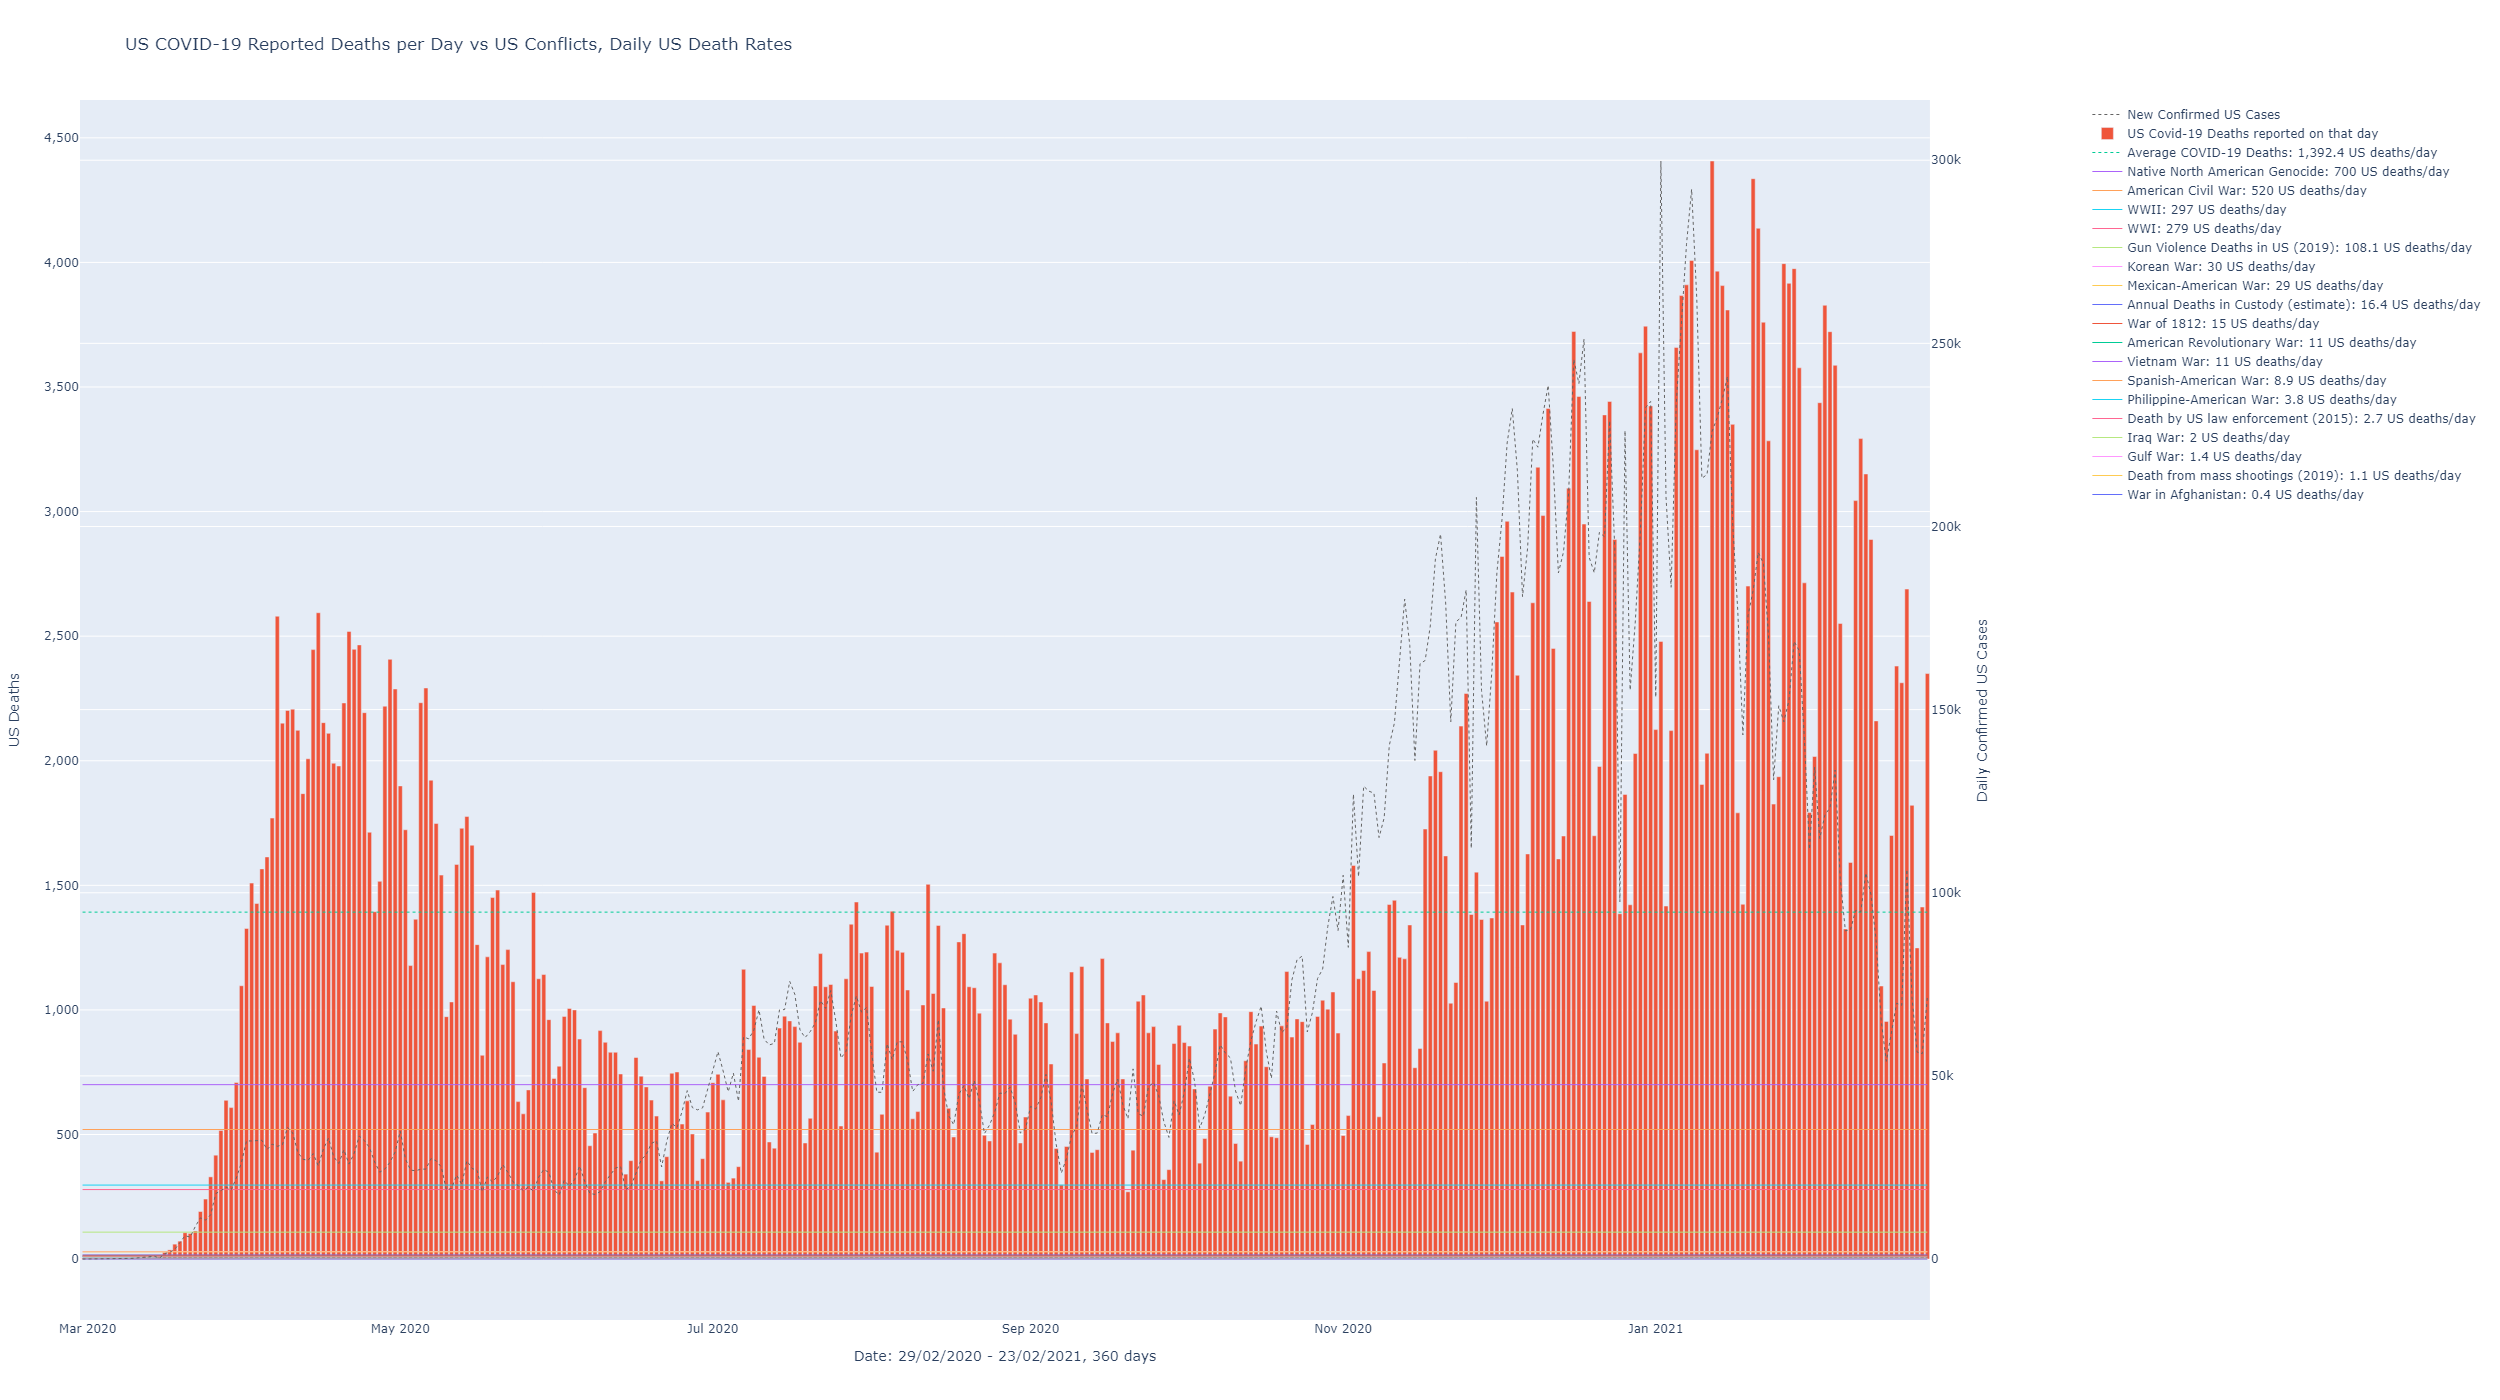 US COVID-19 Reported Deaths per Day vs US Conflicts, Daily US Death Rates
4,500
4,000
3,500
3,000
2,500
2,000
1,500
1,000
500
0
US Deaths
300k
250k
200k
150k
100k
50k
0
Daily Confirmed US Cases
Mar 2020
May 2020
Jul 2020
Sep 2020
Nov 2020
Jan 2021
Date: 29/02/2020 - 23/02/2021, 360 days
New Confirmed US Cases
US Covid-19 Deaths reported on that day
Average COVID-19 Deaths: 1,392.4 US deaths/day
Native North American Genocide: 700 US deaths/day
American Civil War: 520 US deaths/day
WWII: 297 US deaths/day
WWI: 279 US deaths/day
Gun Violence Deaths in US (2019): 108.1 US deaths/day
Korean War: 30 US deaths/day
Mexican-American War: 29 US deaths/day
Annual Deaths in Custody (estimate): 16.4 US deaths/day
War of 1812: 15 US deaths/day
American Revolutionary War: 11 US deaths/day
Vietnam War: 11 US deaths/day
Spanish-American War: 8.9 US deaths/day
Philippine-American War: 3.8 US deaths/day
Death by US law enforcement (2015): 2.7 US deaths/day
Iraq War: 2 US deaths/day
Gulf War: 1.4 US deaths/day
Death from mass shootings (2019): 1.1 US deaths/day
War in Afghanistan: 0.4 US deaths/day